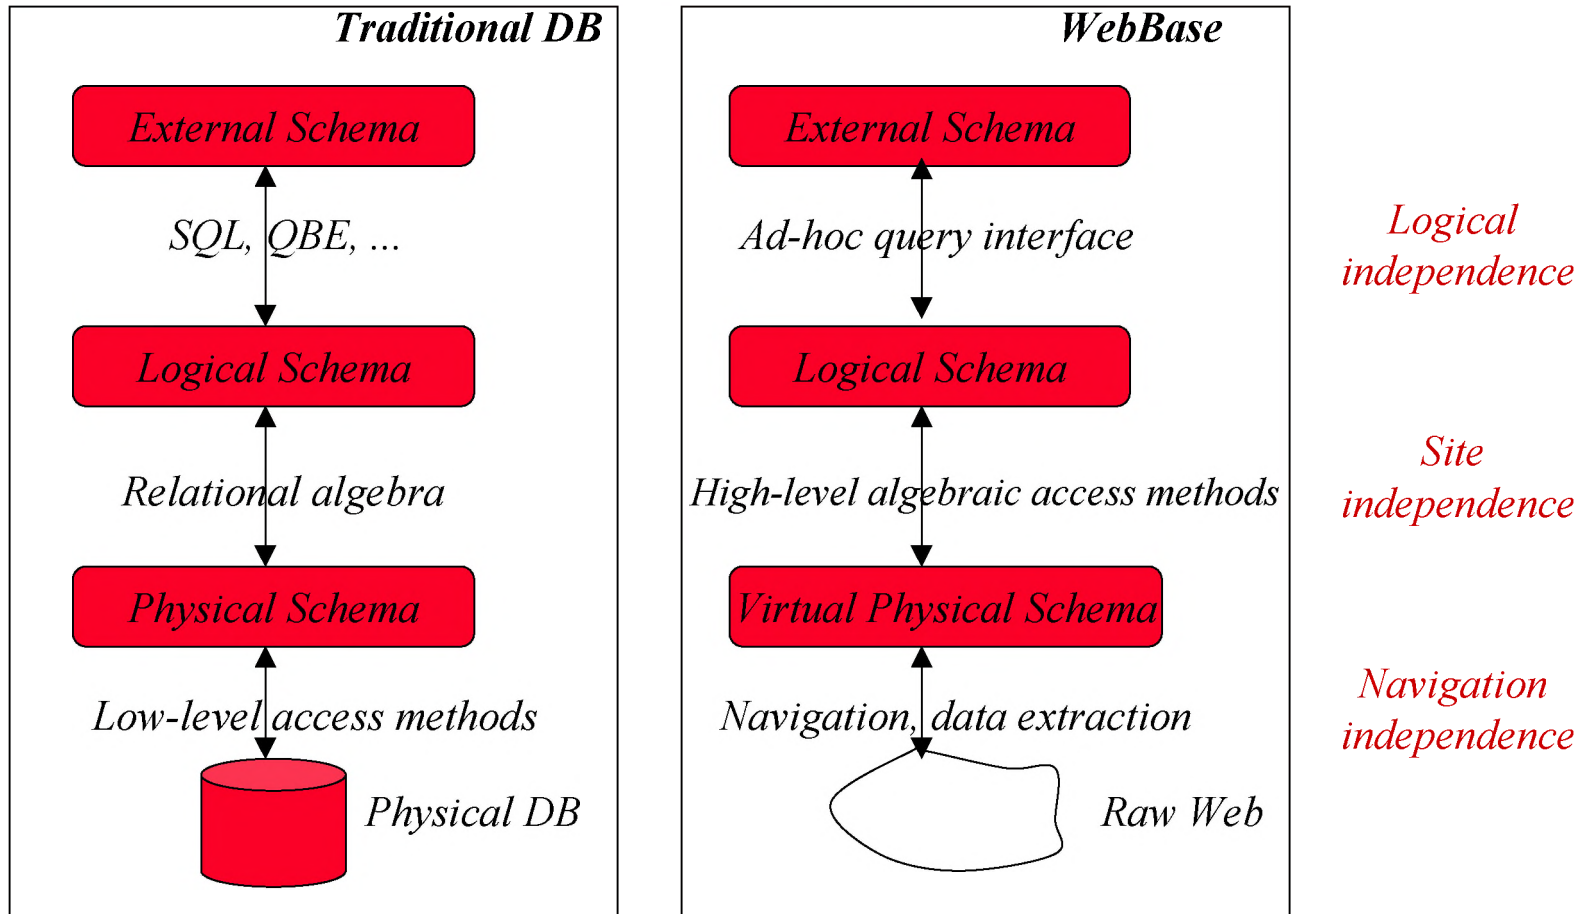 Traditional DB
External Schema
SQL, QBE, ...
Logical Schema
Relational algebra
Physical Schema
Low-level access methods
Physical DB
WebBase
External Schema
Ad-hoc query interface
Logical Schema
High-level algebraic access methods
Virtual Physical Schema
Navigation, data extraction
Raw Web
Logical
independence
Site
independence
Navigation
independence